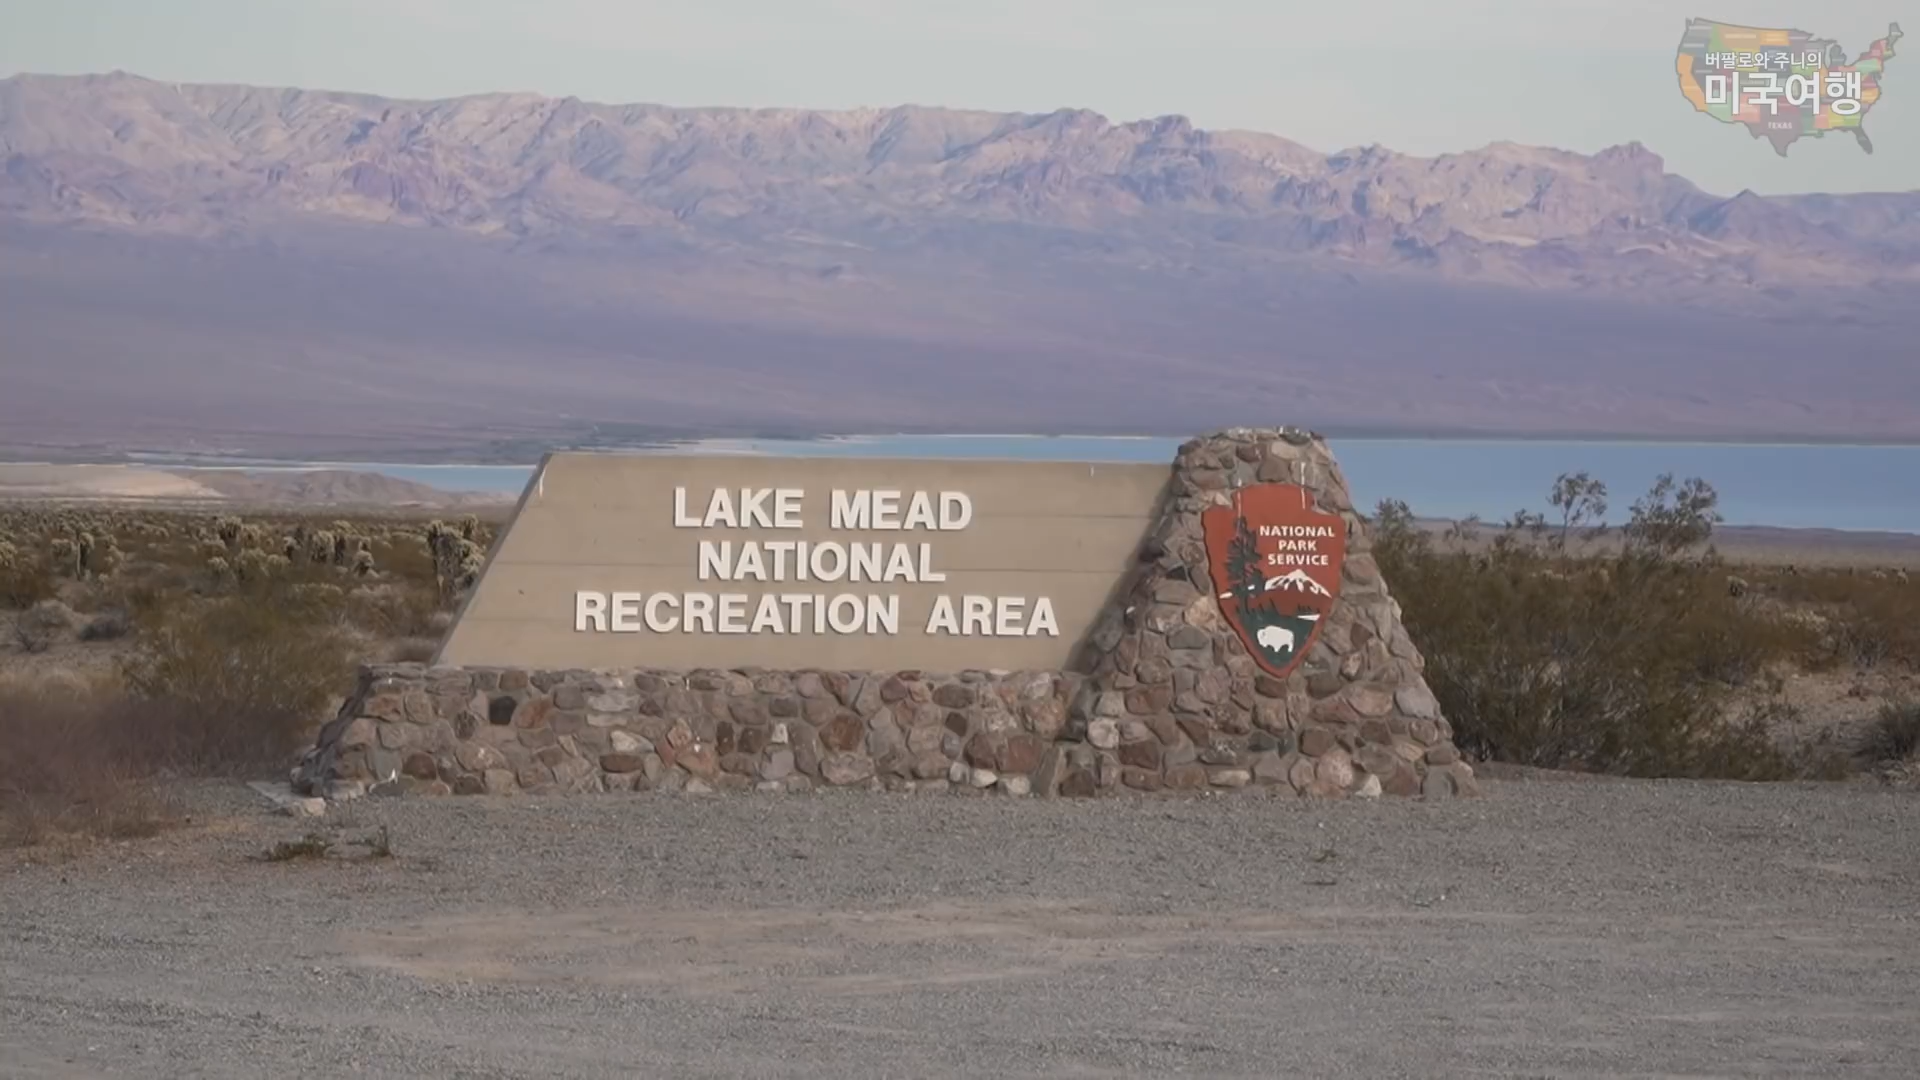 버팔로와 주니의
미국여행
TEXAS
LAKE MEAD
NATIONAL
RECREATION AREA
NATIONAL
PARK
SERVICE